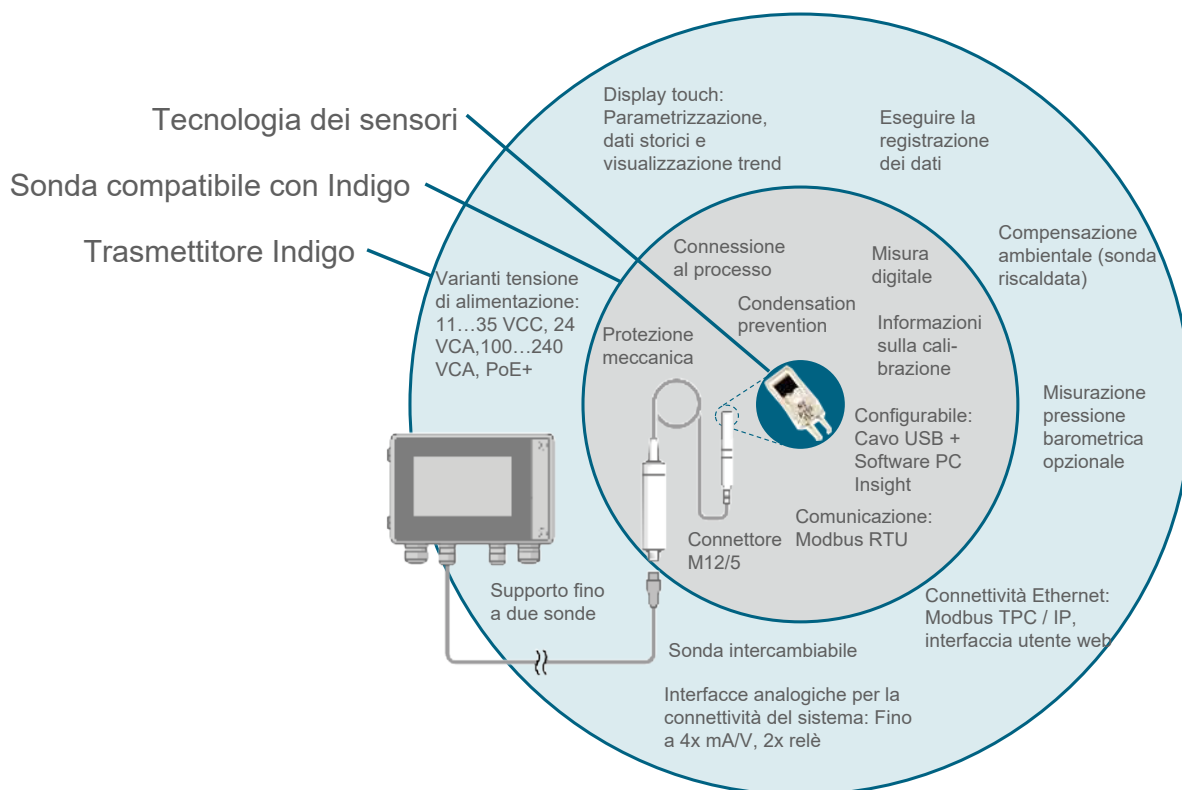 Tecnologia dei sensori
Sonda compatibile con Indigo
Trasmettitore Indigo
Display touch:
Parametrizzazione,
dati storici e
visualizzazione trend
Eseguire la
registrazione
dei dati
Compensazione
ambientale (sonda
riscaldata)
Varianti tensione
di alimentazione:
11…35 VCC, 24
VCA,100…240
VCA, PoE+
Connessione
al processo
Misura
digitale
Condensation
prevention
Protezione
meccanica
Informazioni
sulla cali-
brazione
Configurabile:
Cavo USB +
Software PC
Insight
Misurazione
pressione
barometrica
opzionale
Comunicazione:
Modbus RTU
Connettore
M12/5
Supporto fino
a due sonde
Connettività Ethernet:
Modbus TPC / IP,
interfaccia utente web
Sonda intercambiabile
Interfacce analogiche per la
connettività del sistema: Fino
a 4x mA/V, 2x relè